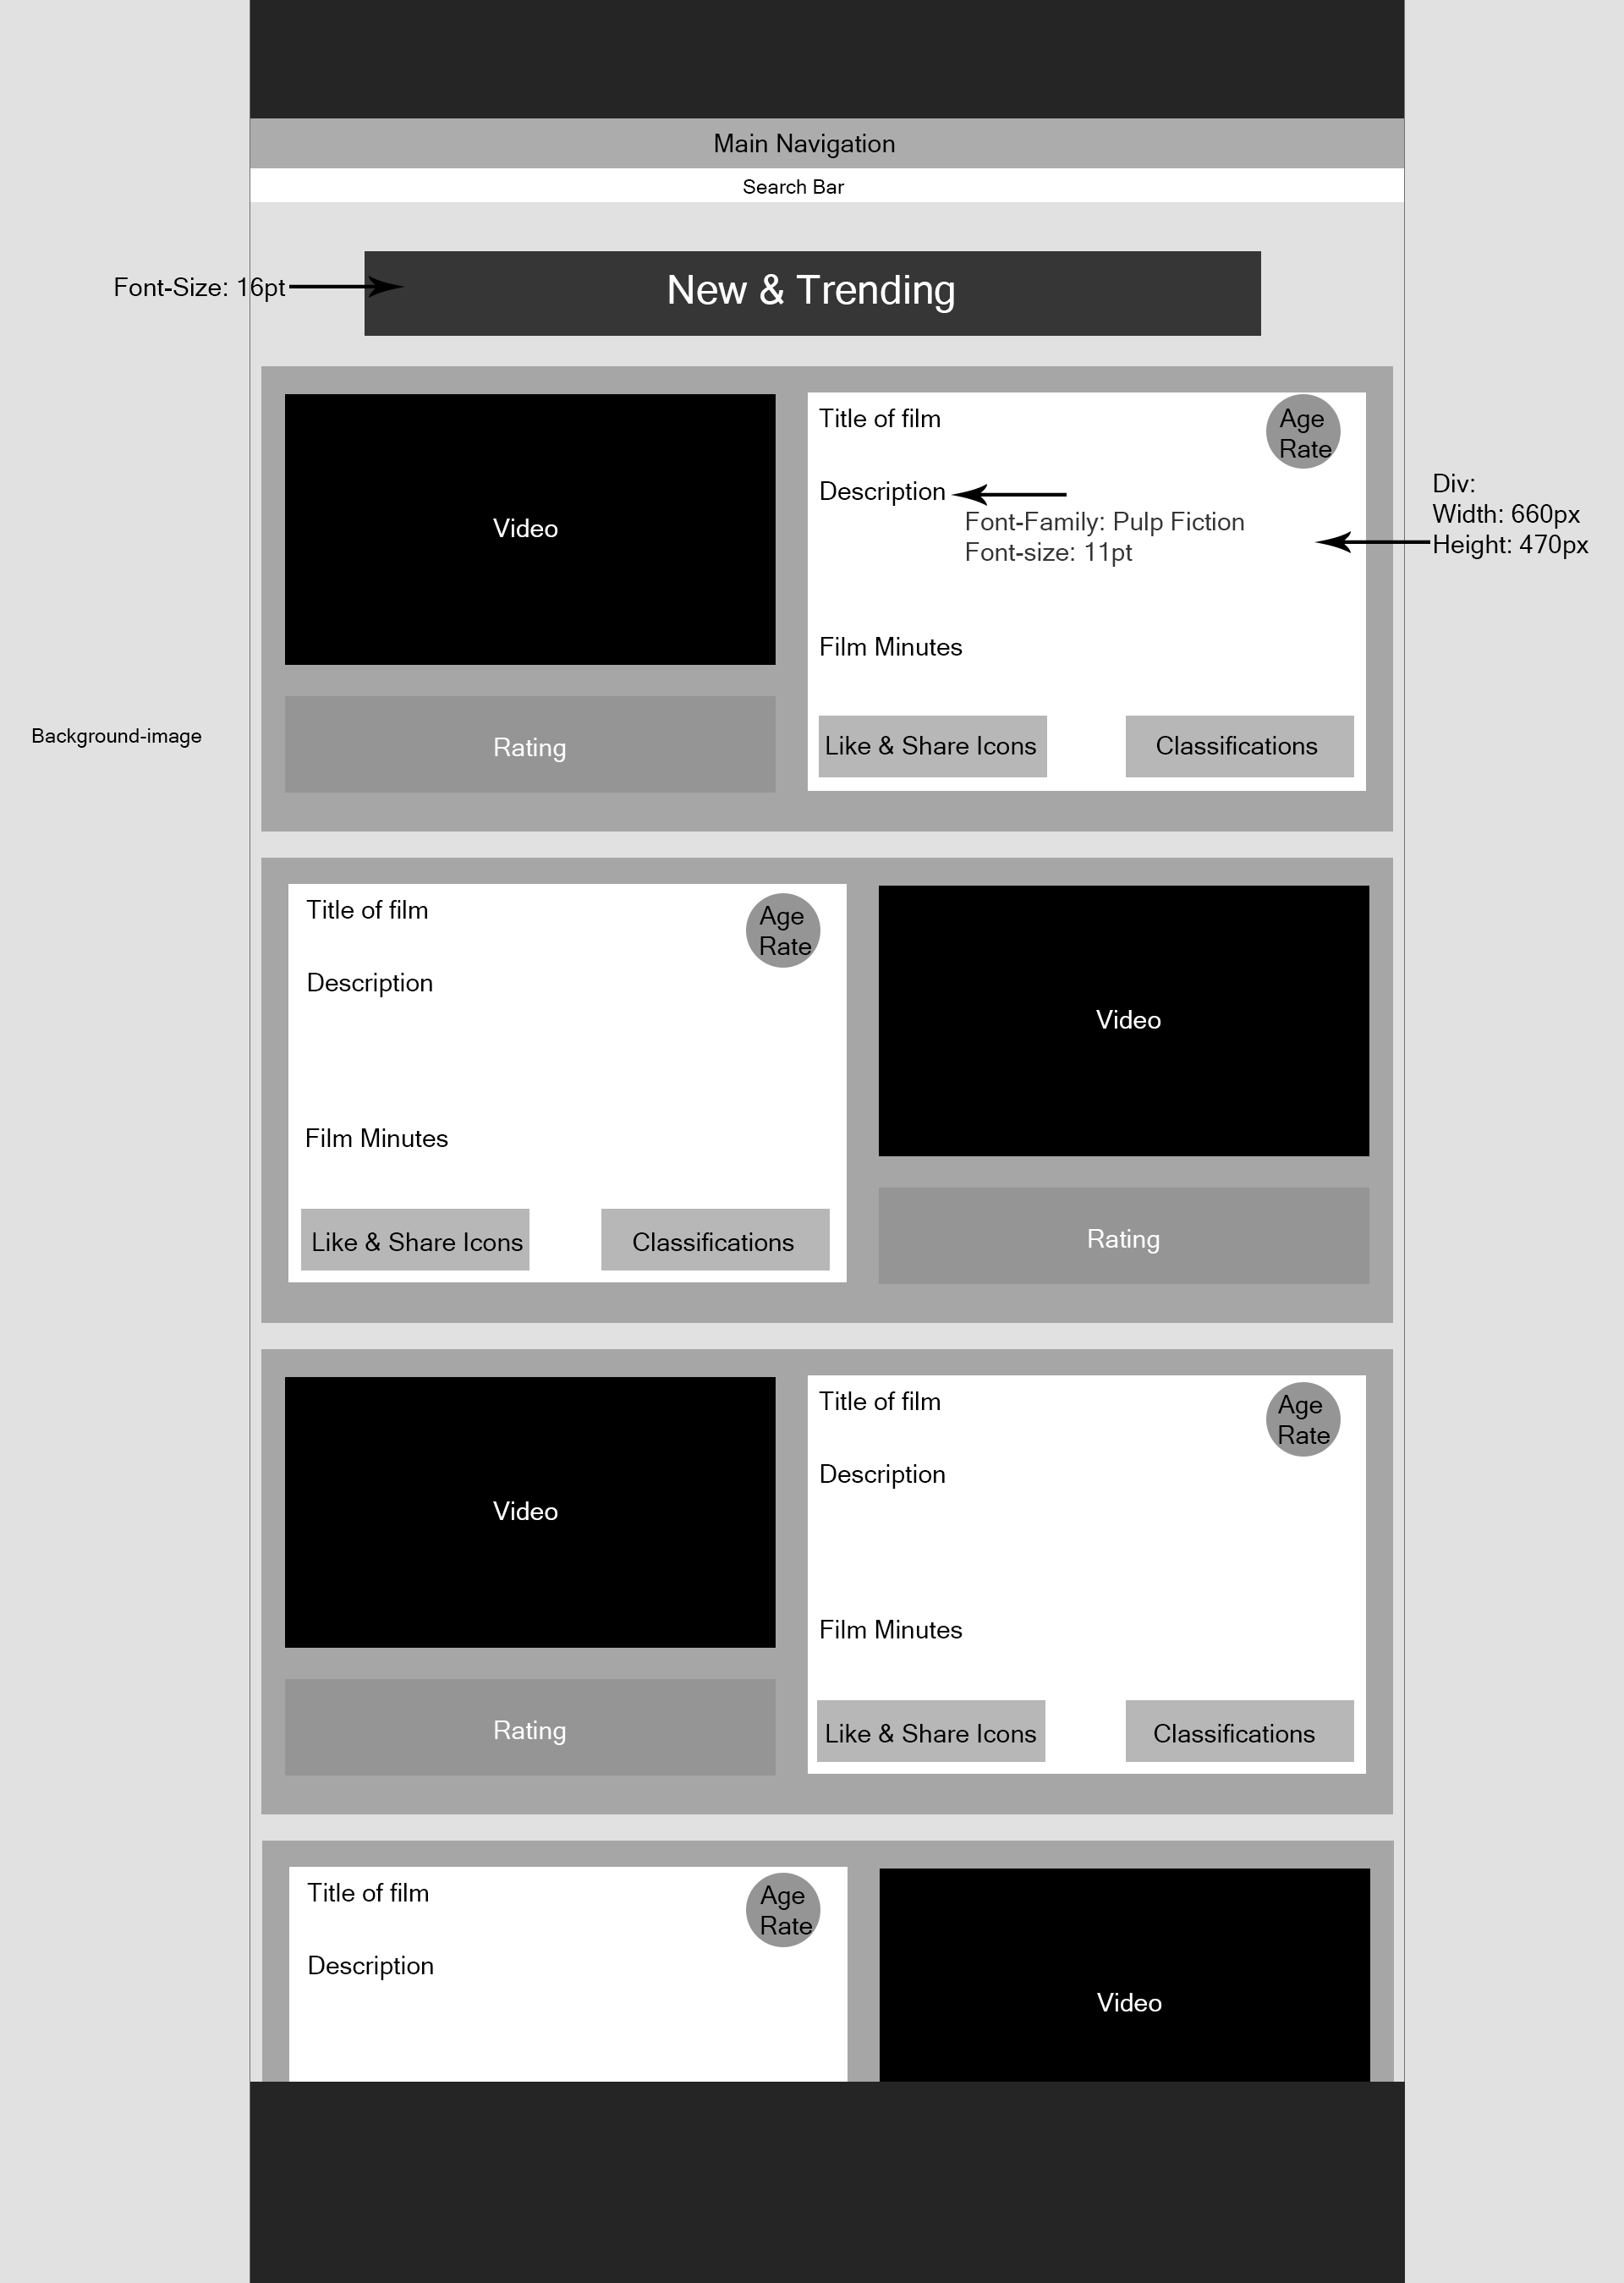 Main Navigation
Search Bar
Font-Size: 16pt
New & Trending
Video
Title of film
Age
Rate
Description
Font-Family: Pulp Fiction
Font-size: 11pt
Div:
Width: 660px
Height: 470px
Film Minutes
Background-image
Rating
Like & Share Icons
Classifications
Title of film
Age
Rate
Description
Video
Film Minutes
Like & Share Icons
Classifications
Rating
Video
Title of film
Age
Rate
Description
Film Minutes
Rating
Like & Share Icons
Classifications
Title of film
Age
Rate
Description
Video